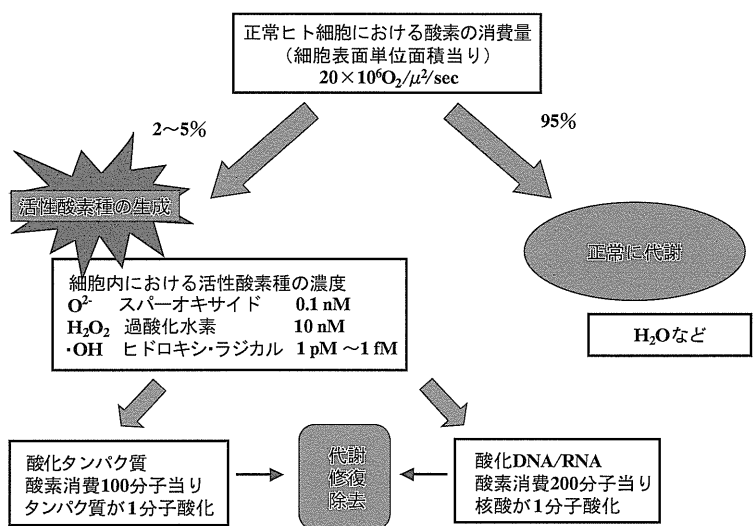 正常ヒト細胞における酸素の消費量
(細胞表面単位面積当り)
20×10⁶O₂/μ²/sec
2〜5%
95%
活性酸素種の生成
正常に代謝
細胞内における活性酸素種の濃度
O²⁻ スパーオキサイド 0.1 nM
H₂O₂ 過酸化水素 10 nM
・OH ヒドロキシ・ラジカル 1 pM 〜1 fM
H₂Oなど
酸化タンパク質
酸素消費100分子当り
タンパク質が1分子酸化
代謝
修復
除去
酸化DNA/RNA
酸素消費200分子当り
核酸が1分子酸化